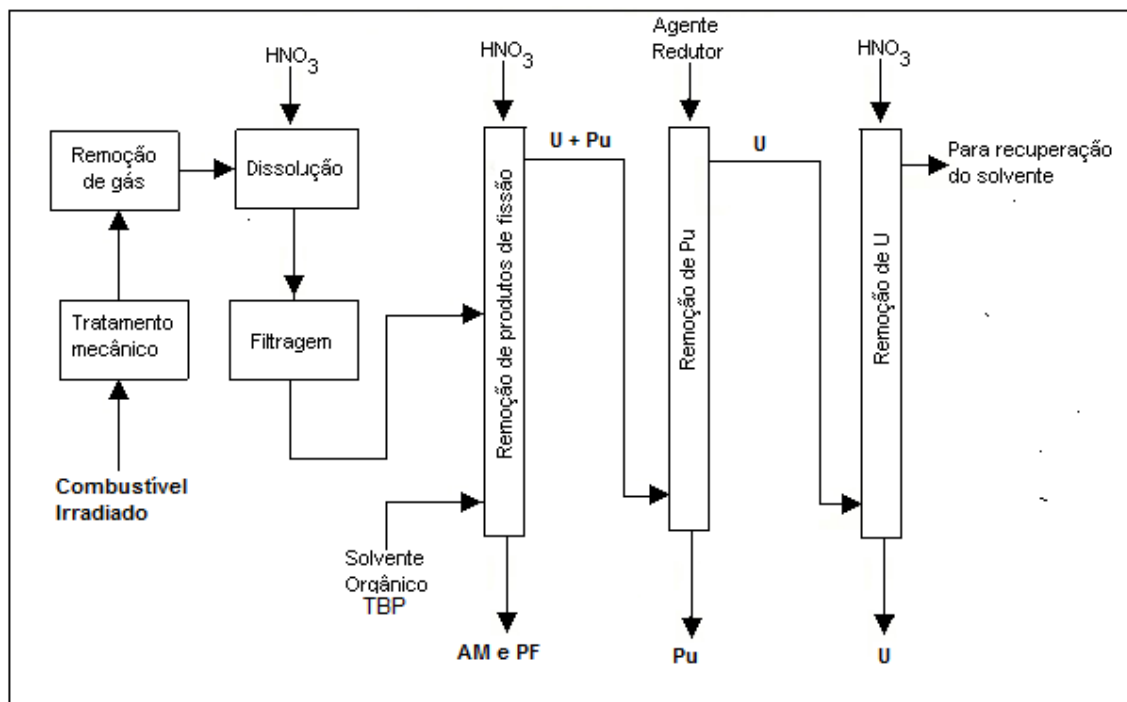 HNO3
HNO3
Agente
Redutor
HNO3
Remoção
de gás
Dissolução
U + Pu
U
Para recuperação
do solvente
Remoção de produtos de fissão
Remoção de Pu
Remoção de U
Tratamento
mecânico
Filtragem
Combustível
Irradiado
Solvente
Orgânico
TBP
AM e PF
Pu
U